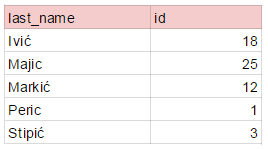 last_name id
Ivić 18
Majic 25
Markić 12
Peric 1
Stipić 3